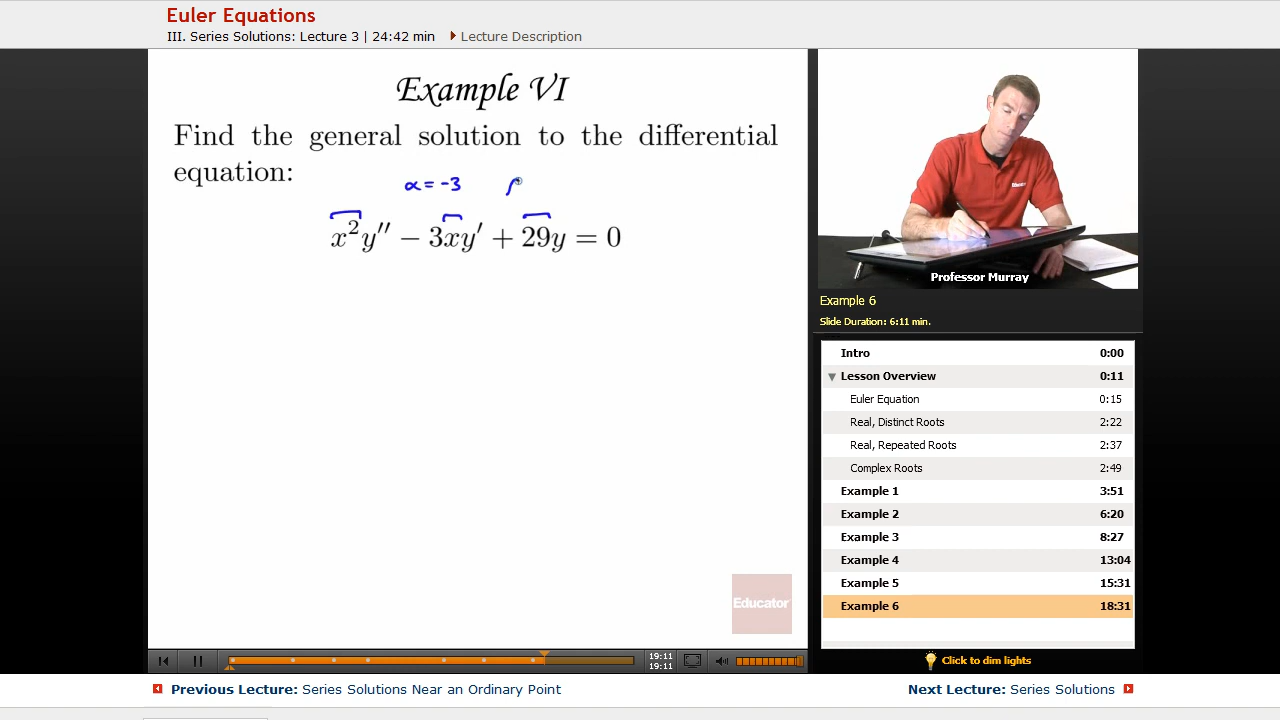 Euler Equations
III. Series Solutions: Lecture 3 | 24:42 min Lecture Description
Example VI
Find the general solution to the differential
equation:
α = -3
x²y″ − 3xy′ + 29y = 0
Educator
Professor Murray
Example 6
Slide Duration: 6:11 min.
Intro 0:00
Lesson Overview 0:11
Euler Equation 0:15
Real, Distinct Roots 2:22
Real, Repeated Roots 2:37
Complex Roots 2:49
Example 1 3:51
Example 2 6:20
Example 3 8:27
Example 4 13:04
Example 5 15:31
Example 6 18:31
19:11
19:11
Click to dim lights
Previous Lecture: Series Solutions Near an Ordinary Point
Next Lecture: Series Solutions